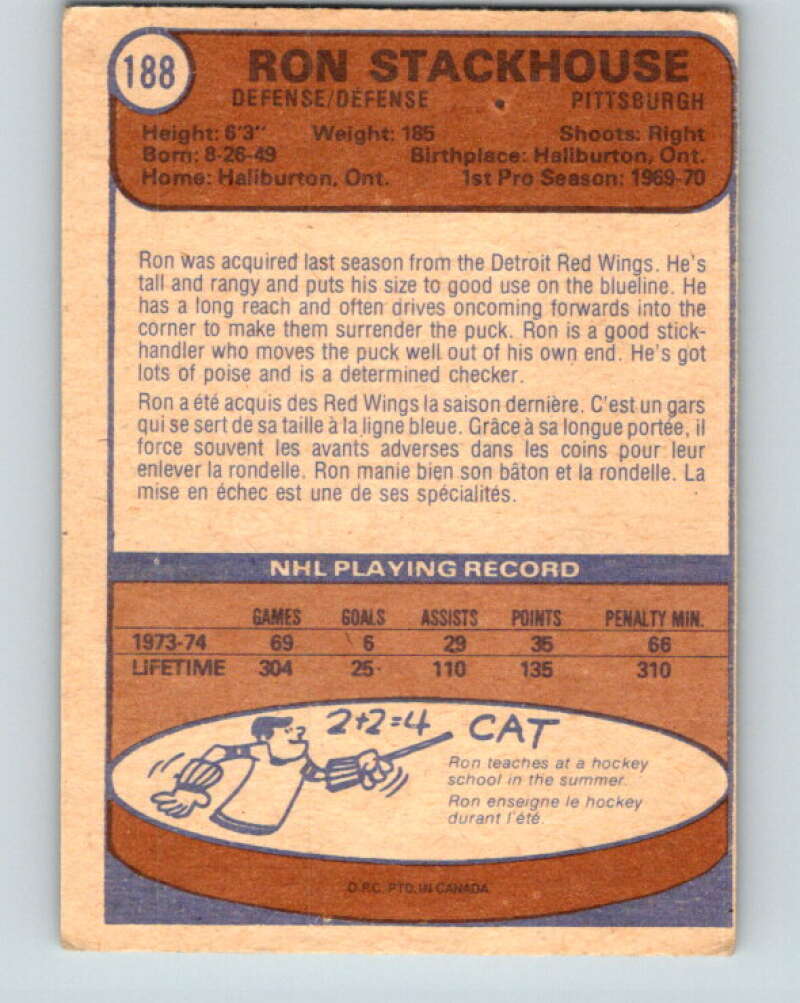 188
RON STACKHOUSE
DEFENSE/DÉFENSE PITTSBURGH
Height: 6'3" Weight: 185 Shoots: Right
Born: 8-26-49 Birthplace: Haliburton, Ont.
Home: Haliburton, Ont. 1st Pro Season: 1969-70
Ron was acquired last season from the Detroit Red Wings. He's
tall and rangy and puts his size to good use on the blueline. He
has a long reach and often drives oncoming forwards into the
corner to make them surrender the puck. Ron is a good stick-
handler who moves the puck well out of his own end. He's got
lots of poise and is a determined checker.
Ron a été acquis des Red Wings la saison dernière. C'est un gars
qui se sert de sa taille à la ligne bleue. Grâce à sa longue portée, il
force souvent les avants adverses dans les coins pour leur
enlever la rondelle. Ron manie bien son bâton et la rondelle. La
mise en échec est une de ses spécialités.
NHL PLAYING RECORD
GAMES GOALS ASSISTS POINTS PENALTY MIN.
1973-74 69 6 29 35 66
LIFETIME 304 25 110 135 310
2+2=4 CAT
Ron teaches at a hockey
school in the summer.
Ron enseigne le hockey
durant l'été.
O.P.C. PTD. IN CANADA